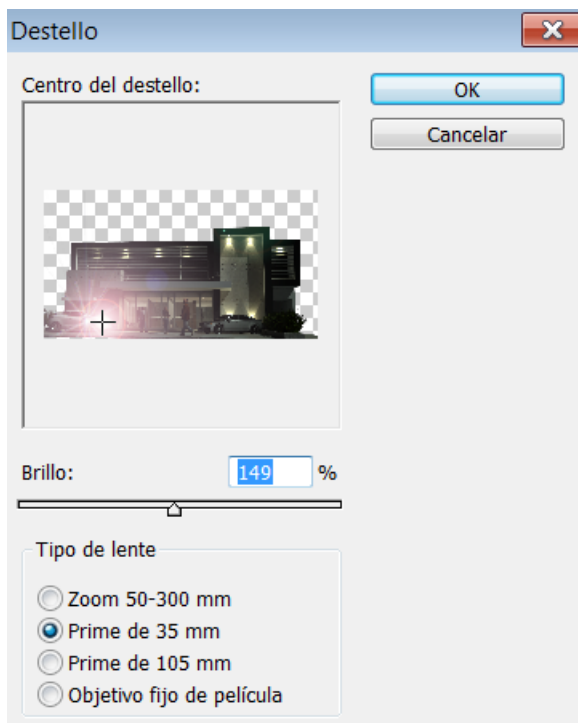 Destello
Centro del destello:
OK
Cancelar
Brillo:
149 %
Tipo de lente
Zoom 50-300 mm
Prime de 35 mm
Prime de 105 mm
Objetivo fijo de película